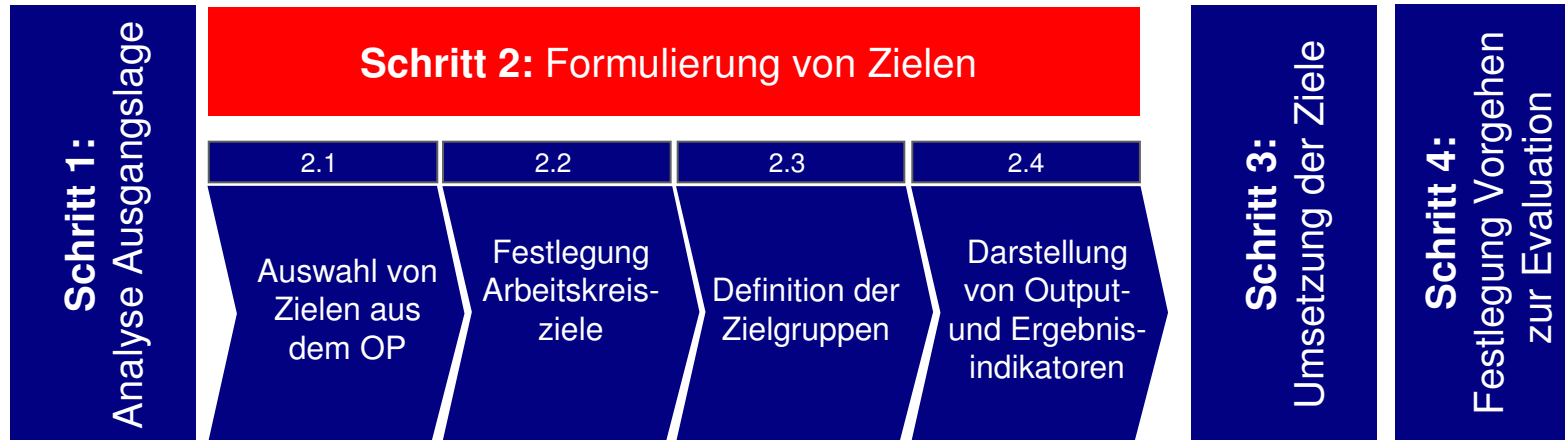 Schritt 1:
Analyse Ausgangslage
Schritt 2: Formulierung von Zielen
2.1
Auswahl von
Zielen aus
dem OP
2.2
Festlegung
Arbeitskreis-
ziele
2.3
Definition der
Zielgruppen
2.4
Darstellung
von Output-
und Ergebnis-
indikatoren
Schritt 3:
Umsetzung der Ziele
Schritt 4:
Festlegung Vorgehen
zur Evaluation